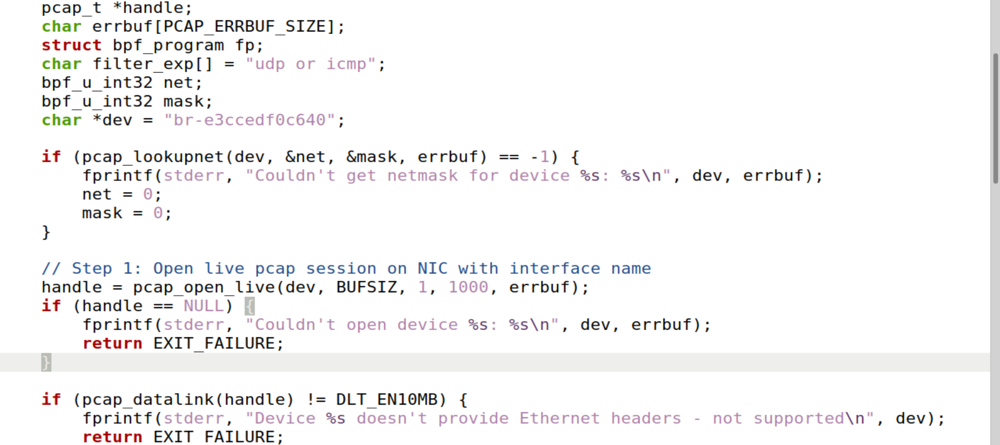 pcap_t *handle;
char errbuf[PCAP_ERRBUF_SIZE];
struct bpf_program fp;
char filter_exp[] = "udp or icmp";
bpf_u_int32 net;
bpf_u_int32 mask;
char *dev = "br-e3ccedf0c640";
if (pcap_lookupnet(dev, &net, &mask, errbuf) == -1) {
fprintf(stderr, "Couldn't get netmask for device %s: %s\n", dev, errbuf);
net = 0;
mask = 0;
}
// Step 1: Open live pcap session on NIC with interface name
handle = pcap_open_live(dev, BUFSIZ, 1, 1000, errbuf);
if (handle == NULL) {
fprintf(stderr, "Couldn't open device %s: %s\n", dev, errbuf);
return EXIT_FAILURE;
}
if (pcap_datalink(handle) != DLT_EN10MB) {
fprintf(stderr, "Device %s doesn't provide Ethernet headers - not supported\n", dev);
return EXIT FAILURE;